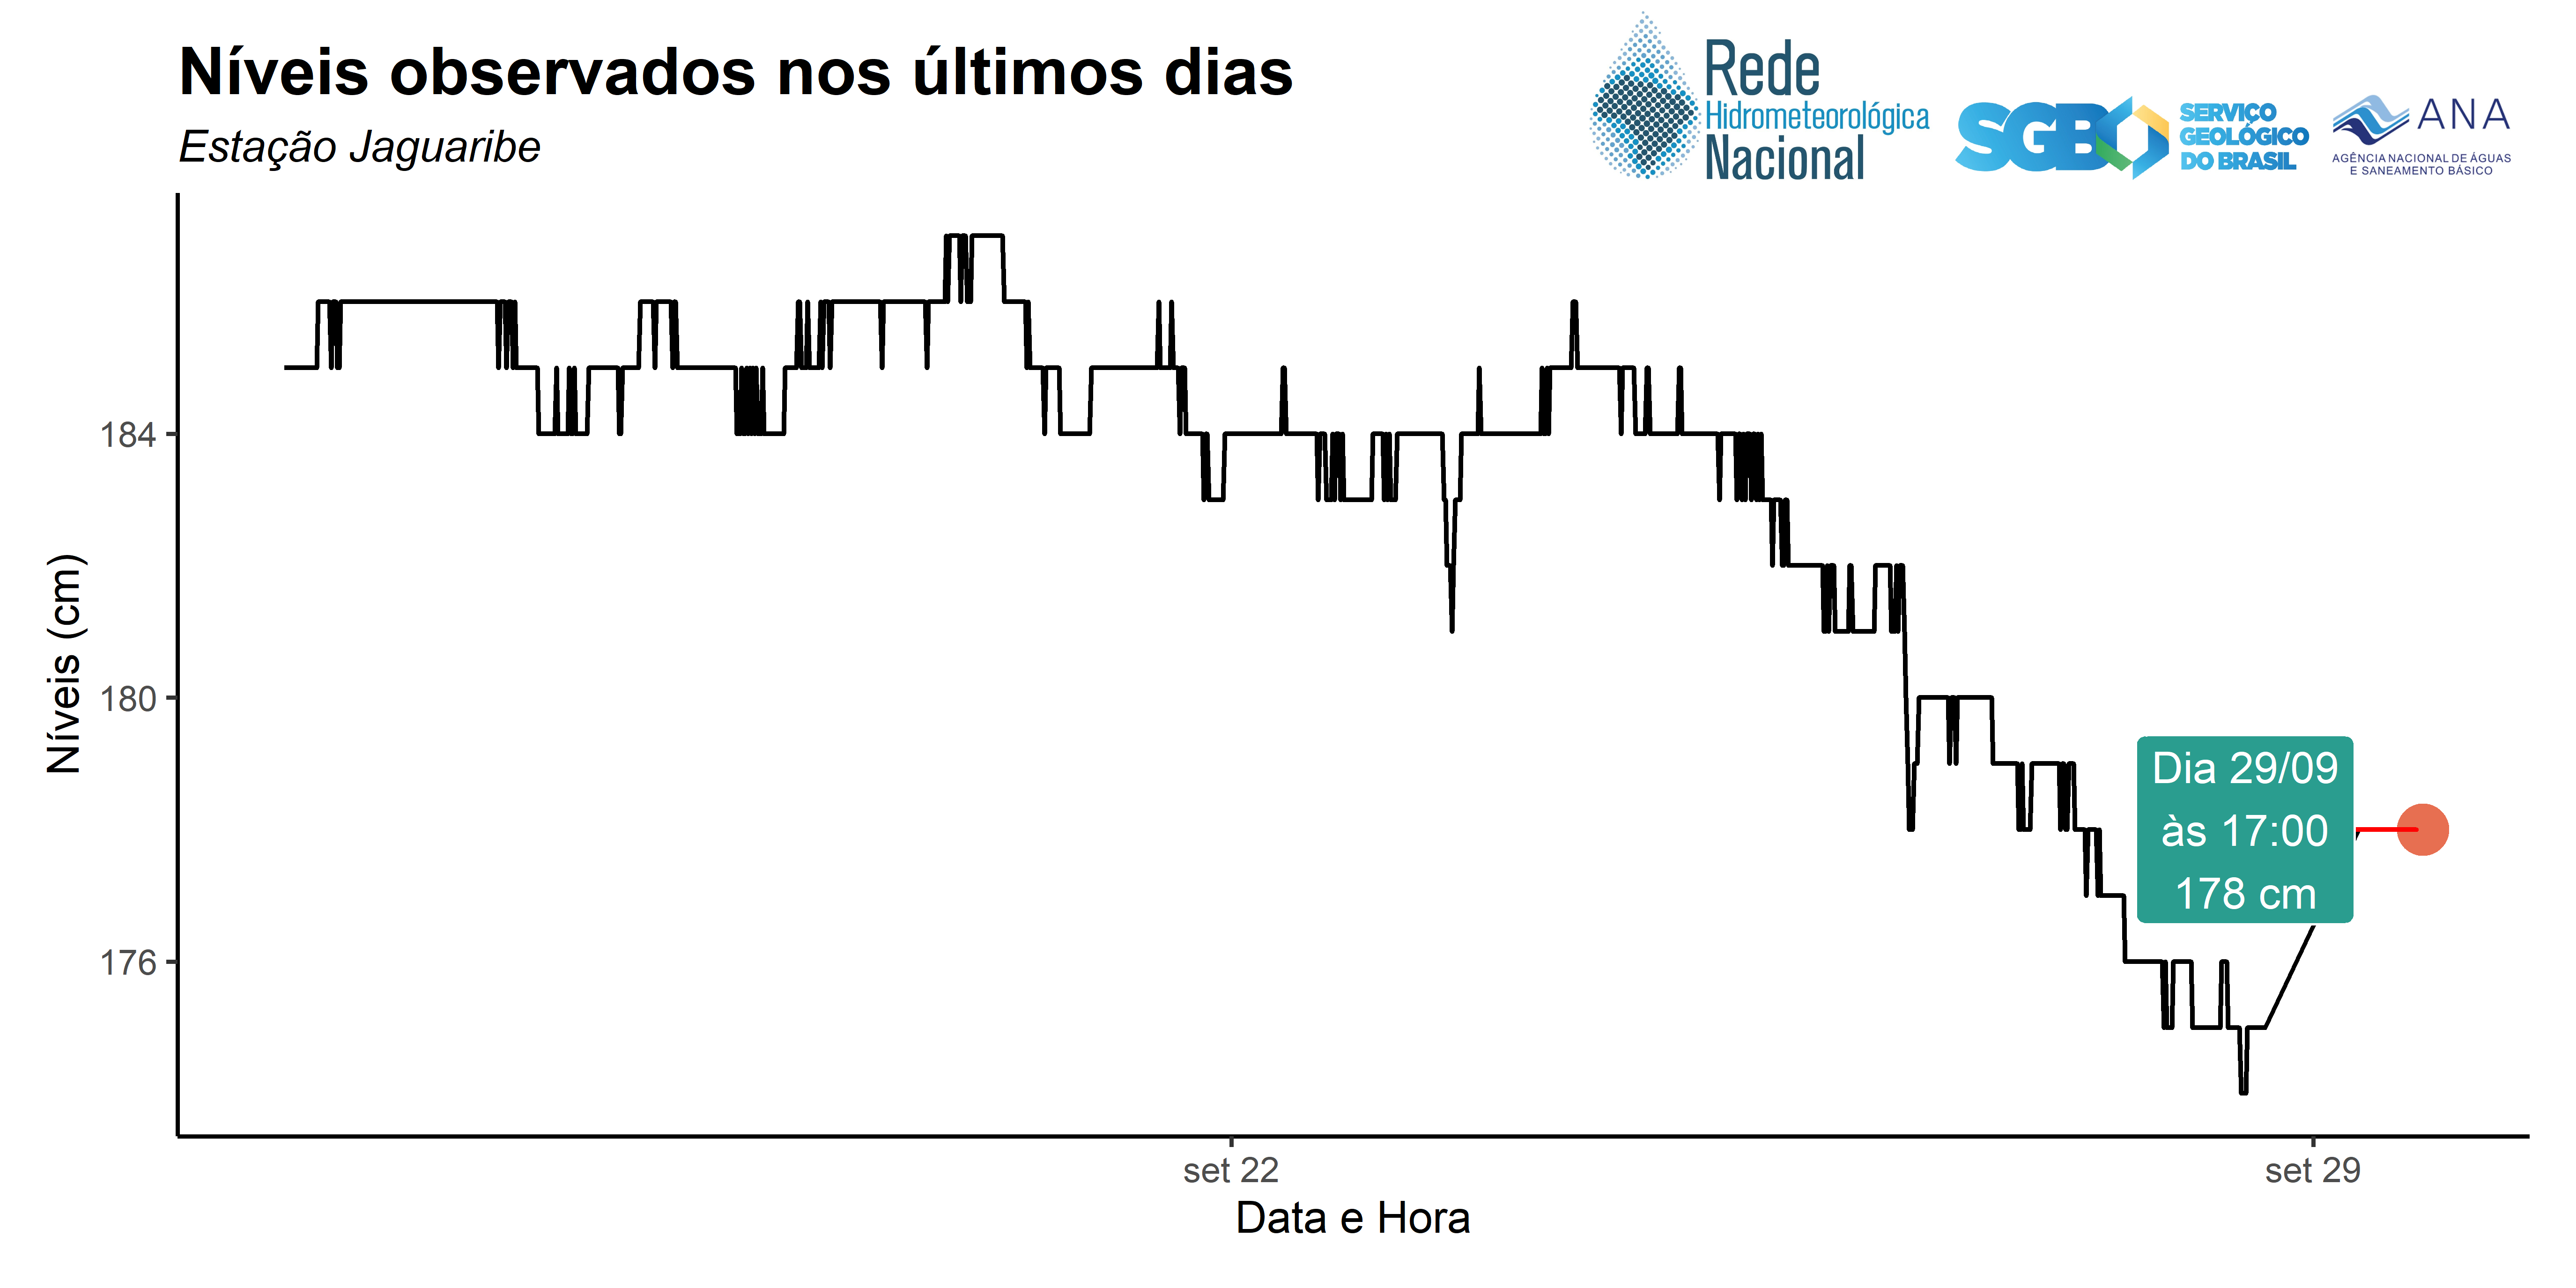 Níveis observados nos últimos dias
Estação Jaguaribe
Rede
Hidrometeorológica
Nacional
SGB
SERVIÇO
GEOLÓGICO
DO BRASIL
ANA
AGÊNCIA NACIONAL DE ÁGUAS
E SANEAMENTO BÁSICO
Níveis (cm)
184
180
176
Dia 29/09
às 17:00
178 cm
set 22
set 29
Data e Hora